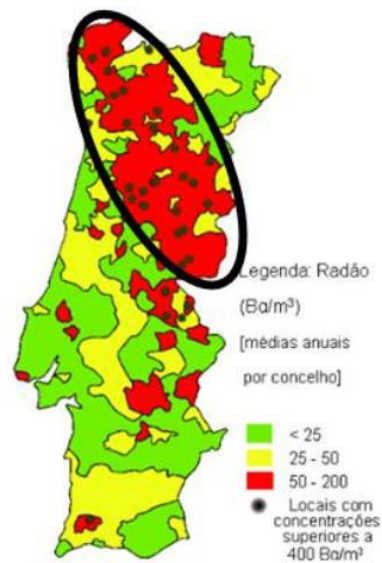 Legenda: Radão
(Bq/m³)
[médias anuais
por concelho]
< 25
25 - 50
50 - 200
Locais com
concentrações
superiores a
400 Bq/m³